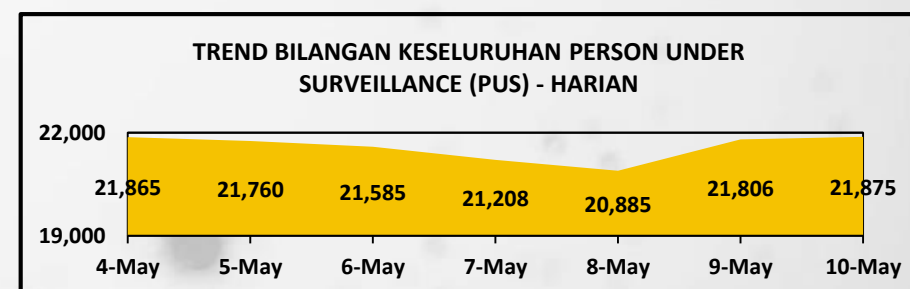 TREND BILANGAN KESELURUHAN PERSON UNDER
SURVEILLANCE (PUS) - HARIAN
22,000
21,865 21,760 21,585 21,208 20,885 21,806 21,875
19,000
4-May 5-May 6-May 7-May 8-May 9-May 10-May